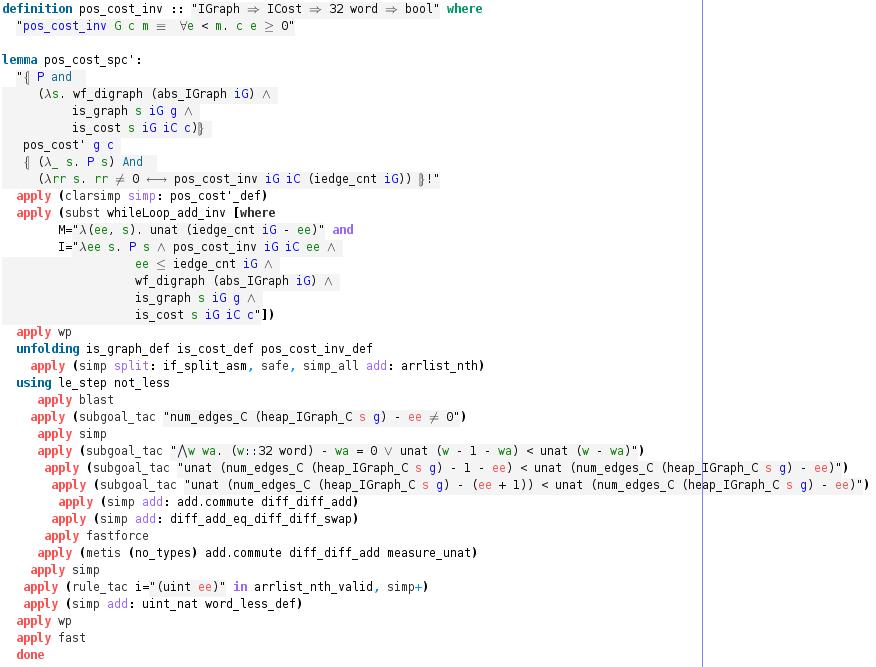 definition pos_cost_inv :: "IGraph ⇒ ICost ⇒ 32 word ⇒ bool" where
"pos_cost_inv G c m ≡ ∀e < m. c e ≥ 0"
lemma pos_cost_spc':
"⦃ P and
(λs. wf_digraph (abs_IGraph iG) ∧
is_graph s iG g ∧
is_cost s iG iC c)⦄
pos_cost' g c
⦃ (λ_ s. P s) And
(λrr s. rr ≠ 0 ⟷ pos_cost_inv iG iC (iedge_cnt iG)) ⦄!"
apply (clarsimp simp: pos_cost'_def)
apply (subst whileLoop_add_inv [where
M="λ(ee, s). unat (iedge_cnt iG - ee)" and
I="λee s. P s ∧ pos_cost_inv iG iC ee ∧
ee ≤ iedge_cnt iG ∧
wf_digraph (abs_IGraph iG) ∧
is_graph s iG g ∧
is_cost s iG iC c"])
apply wp
unfolding is_graph_def is_cost_def pos_cost_inv_def
apply (simp split: if_split_asm, safe, simp_all add: arrlist_nth)
using le_step not_less
apply blast
apply (subgoal_tac "num_edges_C (heap_IGraph_C s g) - ee ≠ 0")
apply simp
apply (subgoal_tac "⋀w wa. (w::32 word) - wa = 0 ∨ unat (w - 1 - wa) < unat (w - wa)")
apply (subgoal_tac "unat (num_edges_C (heap_IGraph_C s g) - 1 - ee) < unat (num_edges_C (heap_IGraph_C s g) - ee)")
apply (subgoal_tac "unat (num_edges_C (heap_IGraph_C s g) - (ee + 1)) < unat (num_edges_C (heap_IGraph_C s g) - ee)")
apply (simp add: add.commute diff_diff_add)
apply (simp add: diff_add_eq_diff_diff_swap)
apply fastforce
apply (metis (no_types) add.commute diff_diff_add measure_unat)
apply simp
apply (rule_tac i="(uint ee)" in arrlist_nth_valid, simp+)
apply (simp add: uint_nat word_less_def)
apply wp
apply fast
done